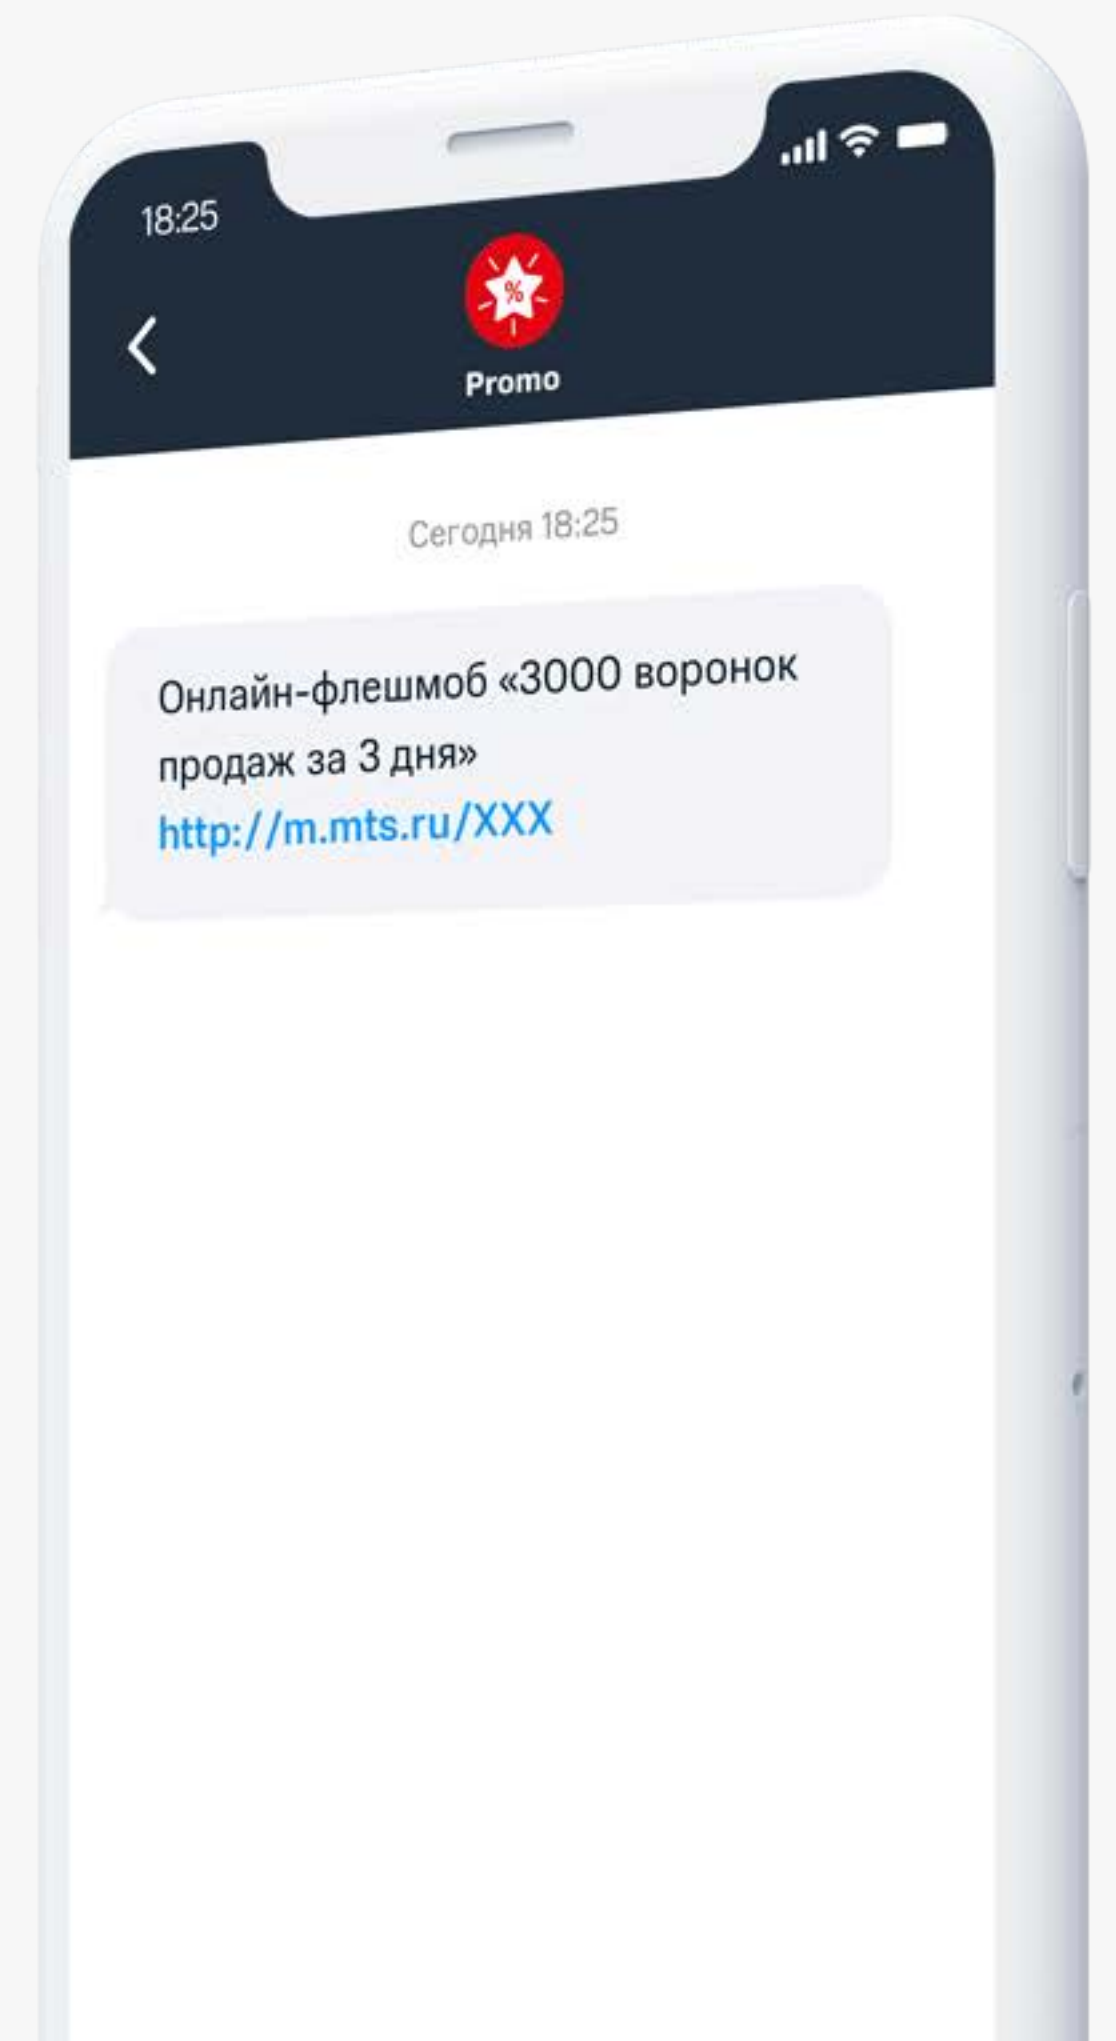 18:25
%
Promo
Сегодня 18:25
Онлайн-флешмоб «3000 воронок
продаж за 3 дня»
http://m.mts.ru/XXX